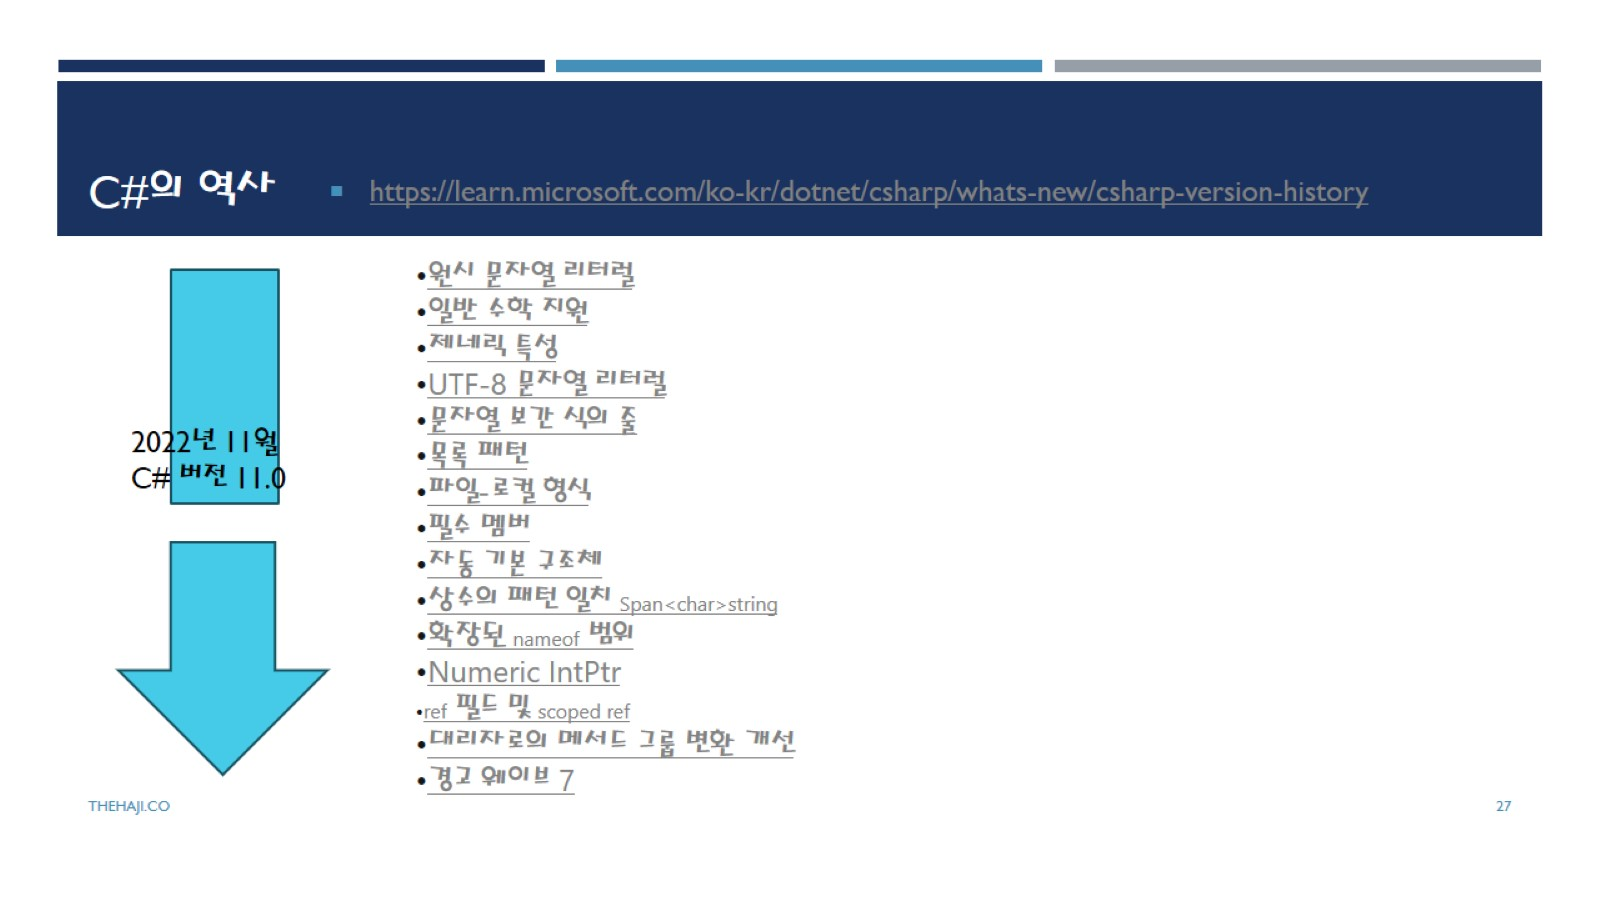 C#의 역사
https://learn.microsoft.com/ko-kr/dotnet/csharp/whats-new/csharp-version-history
2022년 11월
C# 버전 11.0
•원시 문자열 리터럴
•일반 수학 지원
•제네릭 특성
•UTF-8 문자열 리터럴
•문자열 보간 식의 줄
•목록 패턴
•파일-로컬 형식
•필수 멤버
•자동 기본 구조체
•상수의 패턴 일치 Span<char>string
•확장된 nameof 범위
•Numeric IntPtr
•ref 필드 및 scoped ref
•대리자로의 메서드 그룹 변환 개선
•경고 웨이브 7
THEHAJI.CO
27